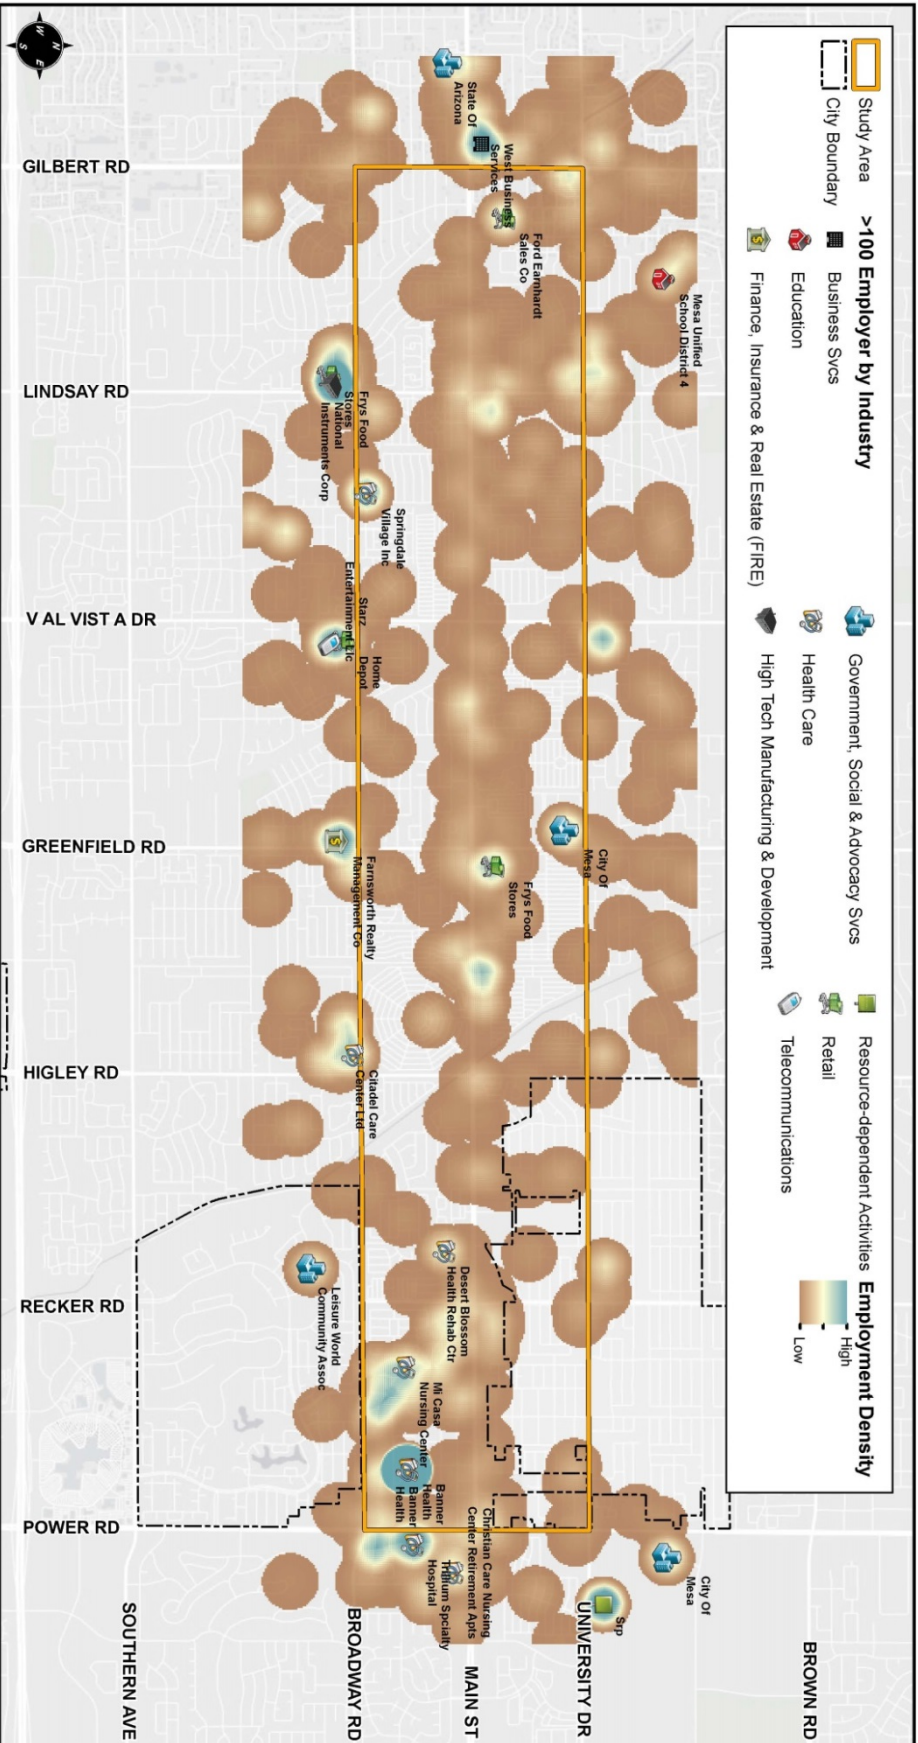 Study Area
City Boundary
>100 Employer by Industry
Business Svcs
Education
Finance, Insurance & Real Estate (FIRE)
Government, Social & Advocacy Svcs
Health Care
High Tech Manufacturing & Development
Resource-dependent Activities
Retail
Telecommunications
Employment Density
High
Low
N
E
S
W
GILBERT RD
LINDSAY RD
V AL VIST A DR
GREENFIELD RD
HIGLEY RD
RECKER RD
POWER RD
BROWN RD
UNIVERSITY DR
MAIN ST
BROADWAY RD
SOUTHERN AVE
State Of
Arizona
West Business
Services
Ford Earnhardt
Sales Co
Mesa Unified
School District 4
Frys Food
Stores
National
Instruments Corp
Springdale
Village Inc
Starz
Entertainment Llc
Home
Depot
City Of
Mesa
Frys Food
Stores
Farnsworth Realty
Management Co
Citadel Care
Center Ltd
Leisure World
Community Assoc
Desert Blossom
Health Rehab Ctr
Mi Casa
Nursing Center
Banner
Health
Banner
Health
Christian Care Nursing
Center Retirement Apts
Trillium Spcialty
Hospital
City Of
Mesa
Srp